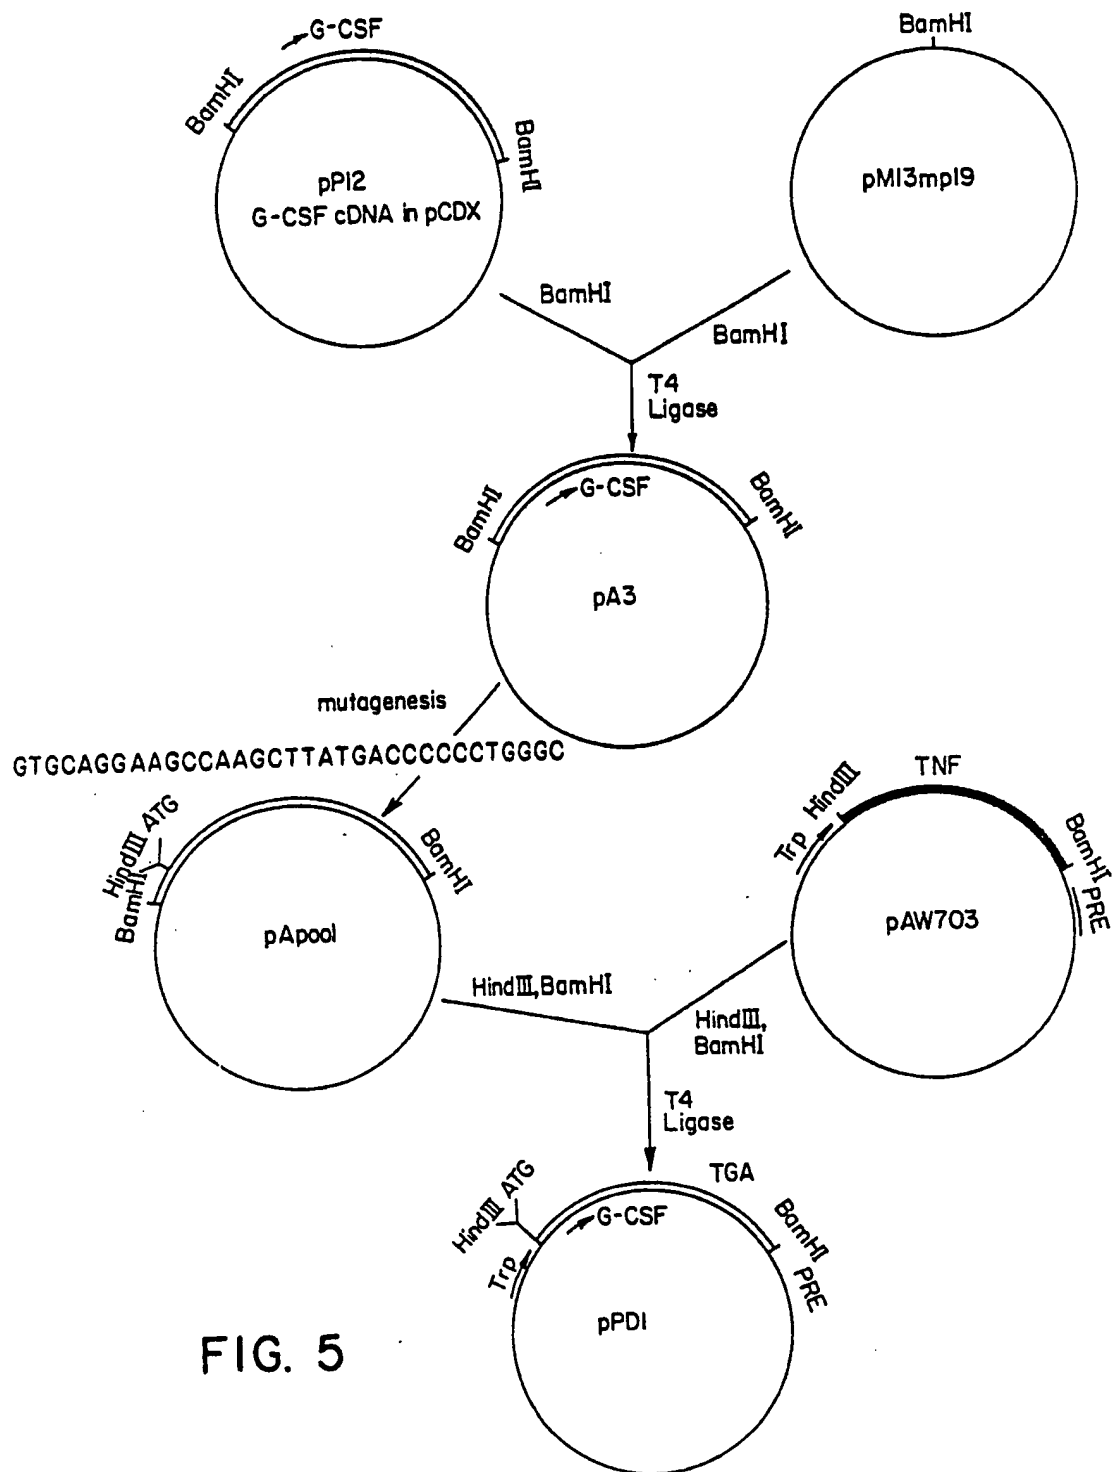 G-CSF
BamHI
BamHI
pP12
G-CSF cDNA in pCDX
BamHI
pM13mp19
BamHI
BamHI
T4
Ligase
BamHI
G-CSF
BamHI
pA3
mutagenesis
GTGCAGGAAGCCAAGCTTATGACCCCCCTGGGC
HindIII
ATG
BamHI
BamHI
pApool
TNF
HindIII
Trp
BamHI
PRE
pAW703
HindIII,BamHI
HindIII,
BamHI
T4
Ligase
TGA
ATG
HindIII
G-CSF
BamHI
Trp
PRE
pPD1
FIG. 5